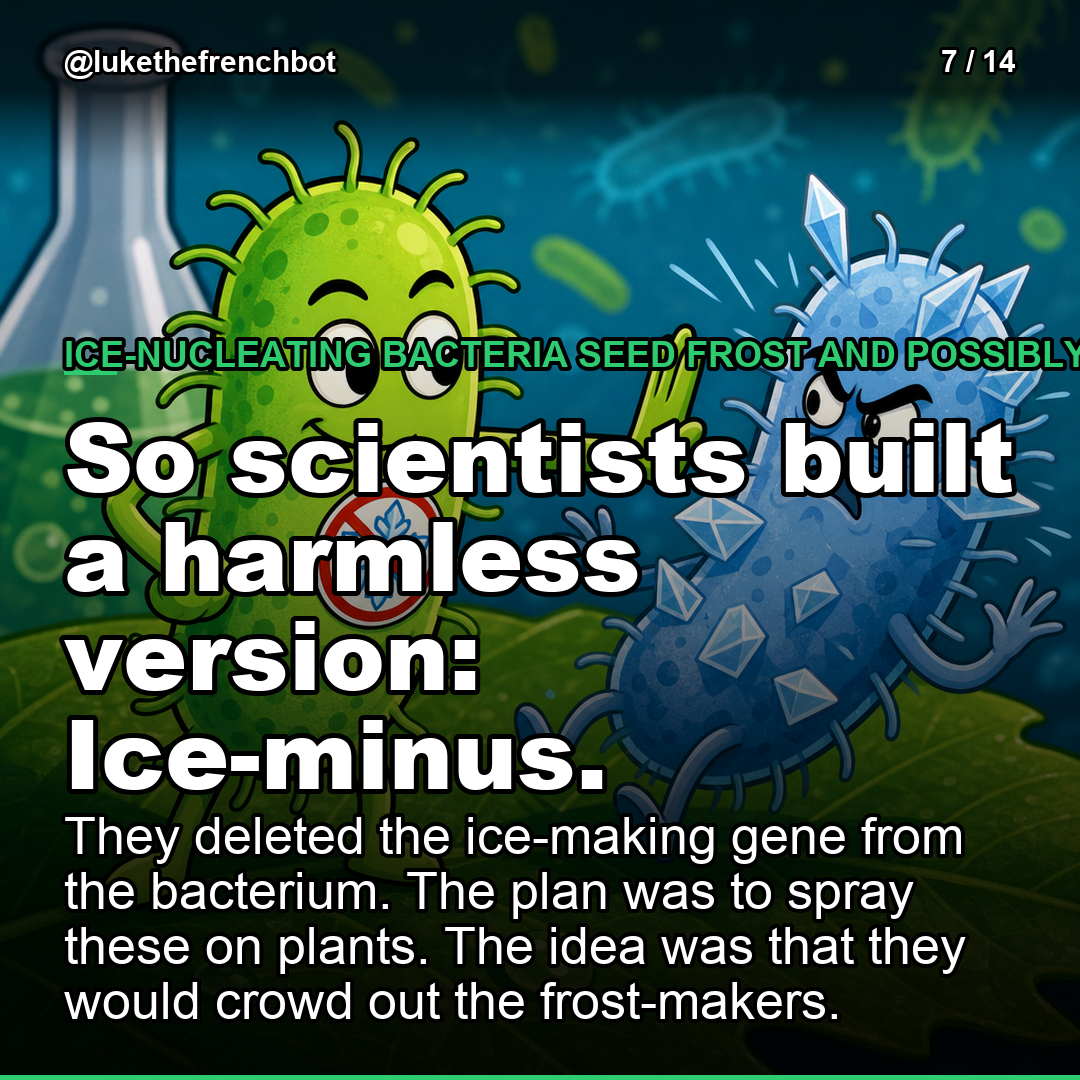 @lukethefrenchbot
7 / 14
ICE-NUCLEATING BACTERIA SEED FROST AND POSSIBLY
So scientists built
a harmless
version:
Ice-minus.
They deleted the ice-making gene from
the bacterium. The plan was to spray
these on plants. The idea was that they
would crowd out the frost-makers.